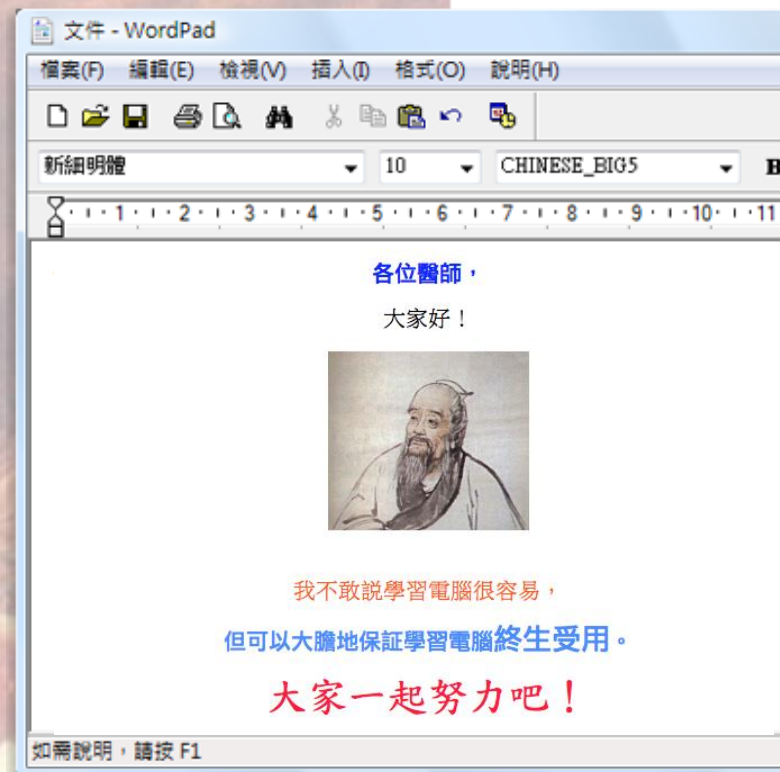 文件 - WordPad
檔案(F) 編輯(E) 檢視(V) 插入(I) 格式(O) 說明(H)
新細明體 10 CHINESE_BIG5 B
1 2 3 4 5 6 7 8 9 10 11
各位醫師，
大家好！
我不敢説學習電腦很容易，
但可以大膽地保証學習電腦終生受用。
大家一起努力吧！
如需說明，請按 F1